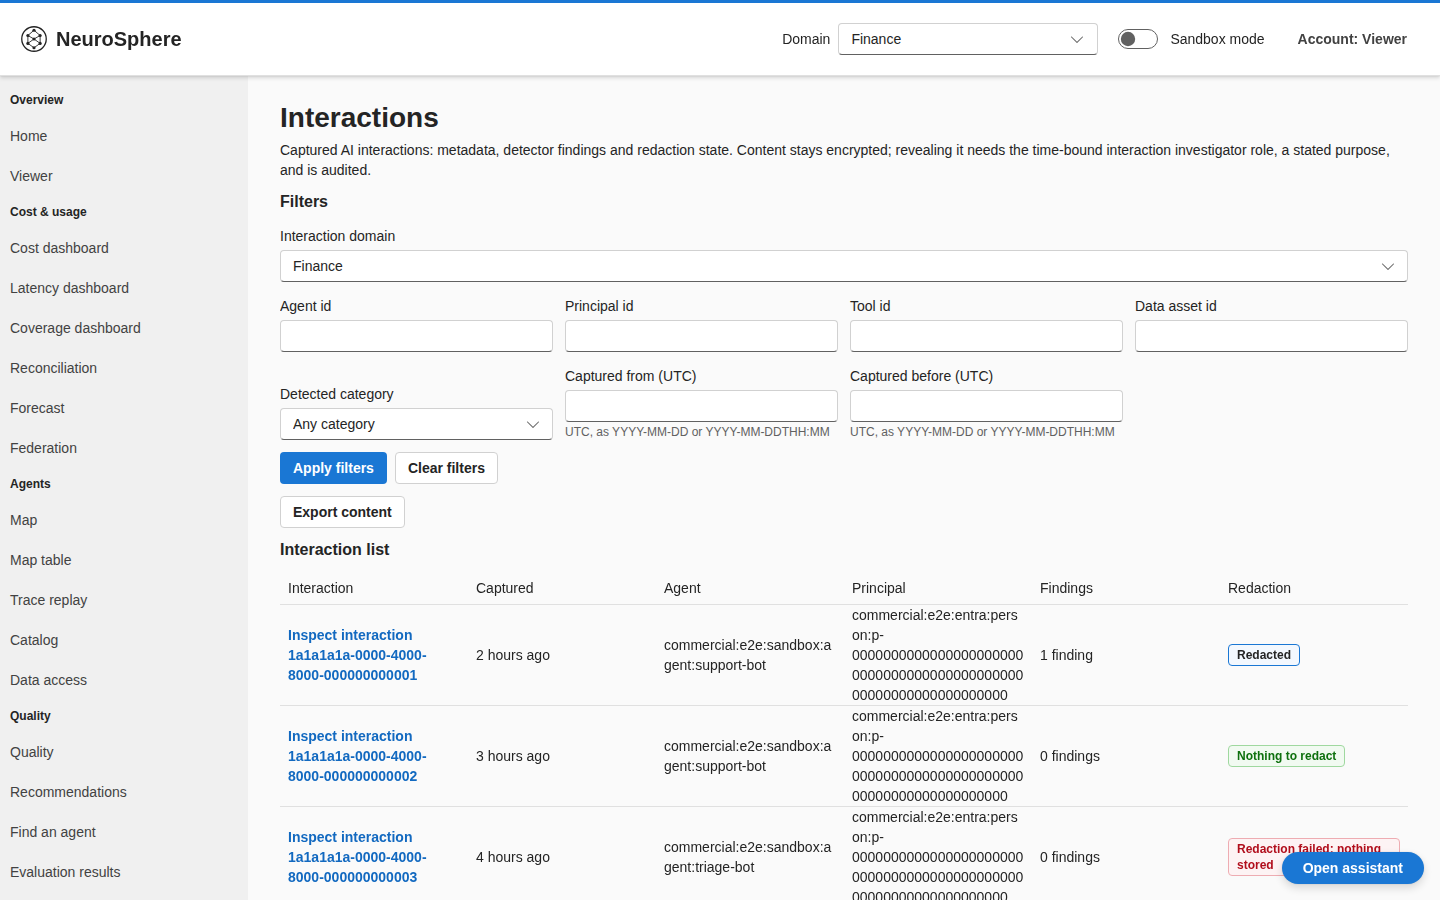 NeuroSphere
Domain
Finance
Sandbox mode
Account: Viewer
Overview
Home
Viewer
Cost & usage
Cost dashboard
Latency dashboard
Coverage dashboard
Reconciliation
Forecast
Federation
Agents
Map
Map table
Trace replay
Catalog
Data access
Quality
Quality
Recommendations
Find an agent
Evaluation results
Interactions
Captured AI interactions: metadata, detector findings and redaction state. Content stays encrypted; revealing it needs the time-bound interaction investigator role, a stated purpose,
and is audited.
Filters
Interaction domain
Finance
Agent id
Principal id
Tool id
Data asset id
Detected category
Any category
Captured from (UTC)
UTC, as YYYY-MM-DD or YYYY-MM-DDTHH:MM
Captured before (UTC)
UTC, as YYYY-MM-DD or YYYY-MM-DDTHH:MM
Apply filters
Clear filters
Export content
Interaction list
Interaction
Captured
Agent
Principal
Findings
Redaction
Inspect interaction
1a1a1a1a-0000-4000-
8000-000000000001
2 hours ago
commercial:e2e:sandbox:a
gent:support-bot
commercial:e2e:entra:pers
on:p-
0000000000000000000000
0000000000000000000000
00000000000000000000
1 finding
Redacted
Inspect interaction
1a1a1a1a-0000-4000-
8000-000000000002
3 hours ago
commercial:e2e:sandbox:a
gent:support-bot
commercial:e2e:entra:pers
on:p-
0000000000000000000000
0000000000000000000000
00000000000000000000
0 findings
Nothing to redact
Inspect interaction
1a1a1a1a-0000-4000-
8000-000000000003
4 hours ago
commercial:e2e:sandbox:a
gent:triage-bot
commercial:e2e:entra:pers
on:p-
0000000000000000000000
0000000000000000000000
00000000000000000000
0 findings
Redaction failed: nothing
stored
Open assistant